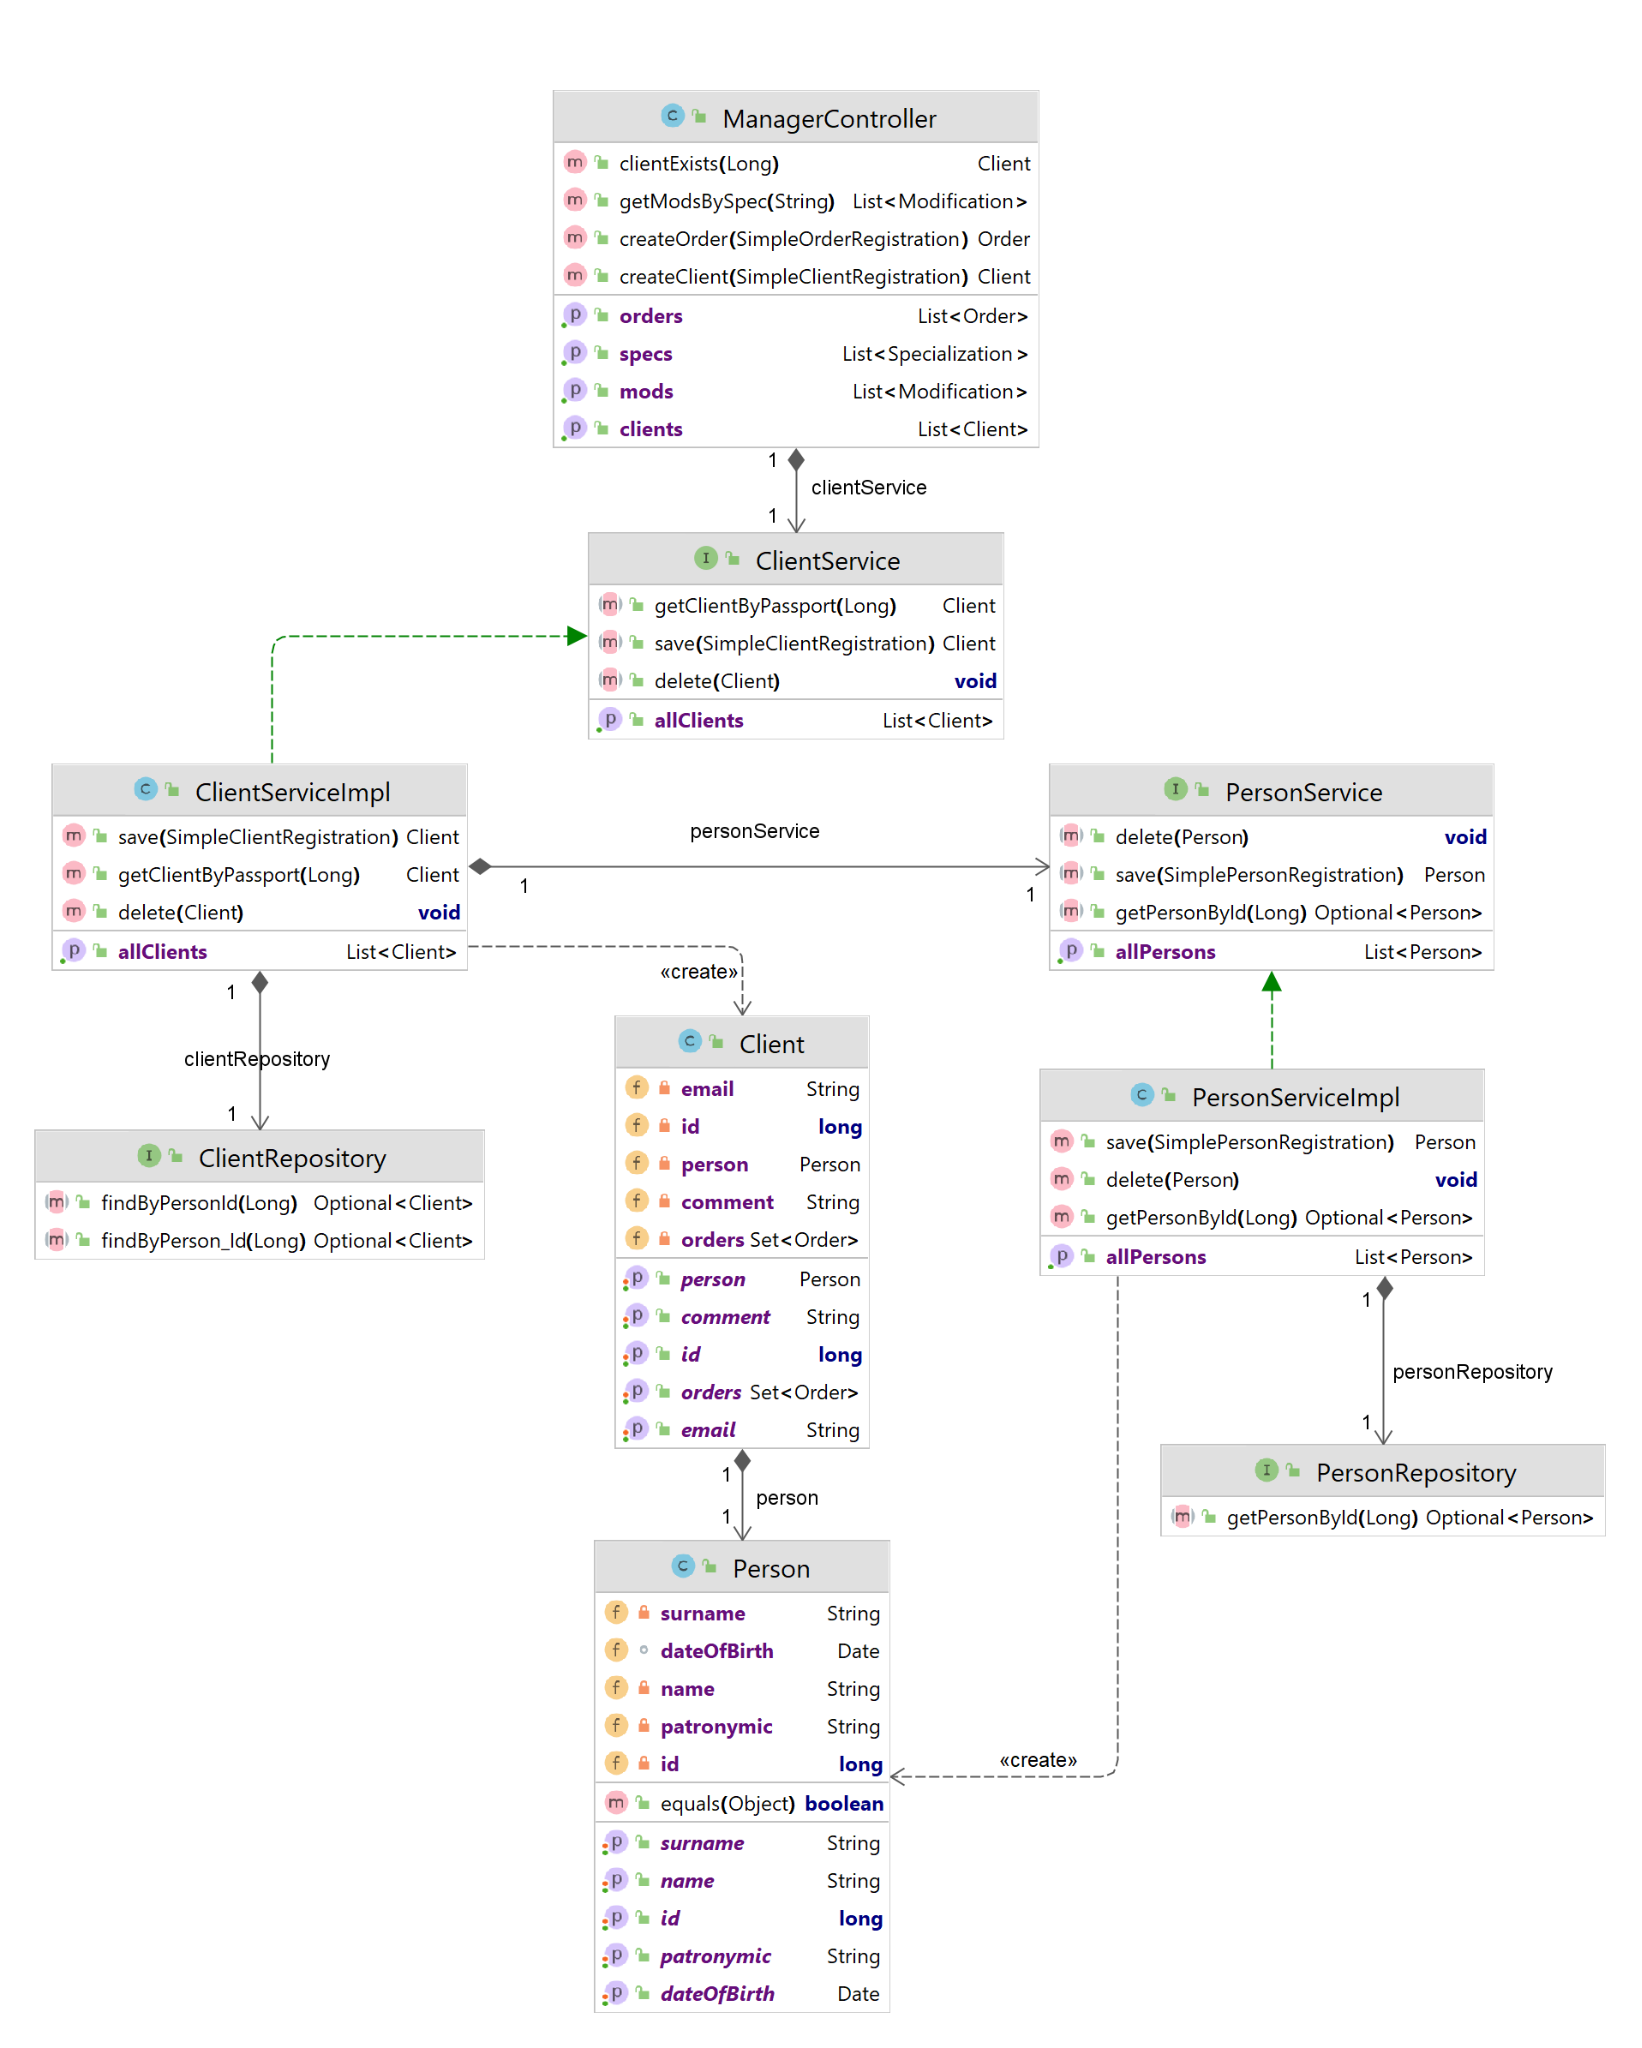 ManagerController
clientExists(Long) Client
getModsBySpec(String) List<Modification>
createOrder(SimpleOrderRegistration) Order
createClient(SimpleClientRegistration) Client
orders List<Order>
specs List<Specialization>
mods List<Modification>
clients List<Client>
1
clientService
1
ClientService
getClientByPassport(Long) Client
save(SimpleClientRegistration) Client
delete(Client) void
allClients List<Client>
ClientServiceImpl
save(SimpleClientRegistration) Client
getClientByPassport(Long) Client
delete(Client) void
allClients List<Client>
personService
1
1
PersonService
delete(Person) void
save(SimplePersonRegistration) Person
getPersonById(Long) Optional<Person>
allPersons List<Person>
«create»
1
clientRepository
1
ClientRepository
findByPersonId(Long) Optional<Client>
findByPerson_Id(Long) Optional<Client>
Client
email String
id long
person Person
comment String
orders Set<Order>
person Person
comment String
id long
orders Set<Order>
email String
PersonServiceImpl
save(SimplePersonRegistration) Person
delete(Person) void
getPersonById(Long) Optional<Person>
allPersons List<Person>
1
personRepository
1
PersonRepository
getPersonById(Long) Optional<Person>
1
person
1
Person
surname String
dateOfBirth Date
name String
patronymic String
id long
equals(Object) boolean
surname String
name String
id long
patronymic String
dateOfBirth Date
«create»